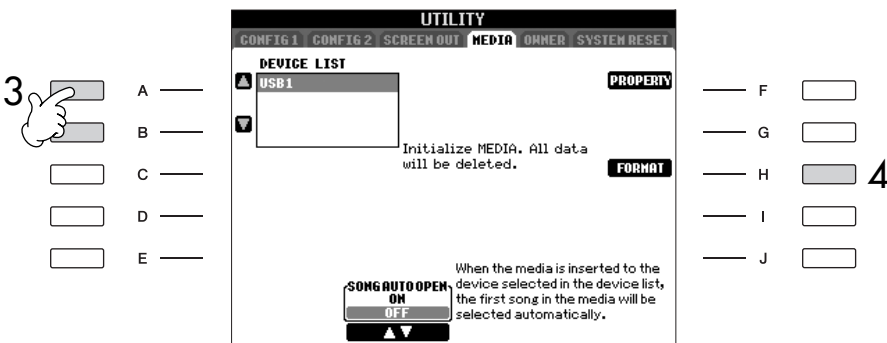 UTILITY
CONFIG 1 CONFIG 2 SCREEN OUT MEDIA OWNER SYSTEM RESET
DEVICE LIST
USB1
PROPERTY
Initialize MEDIA. All data
will be deleted.
FORMAT
SONG AUTO OPEN
ON
OFF
When the media is inserted to the
device selected in the device list,
the first song in the media will be
selected automatically.
3
A
B
C
D
E
F
G
H
I
J
4